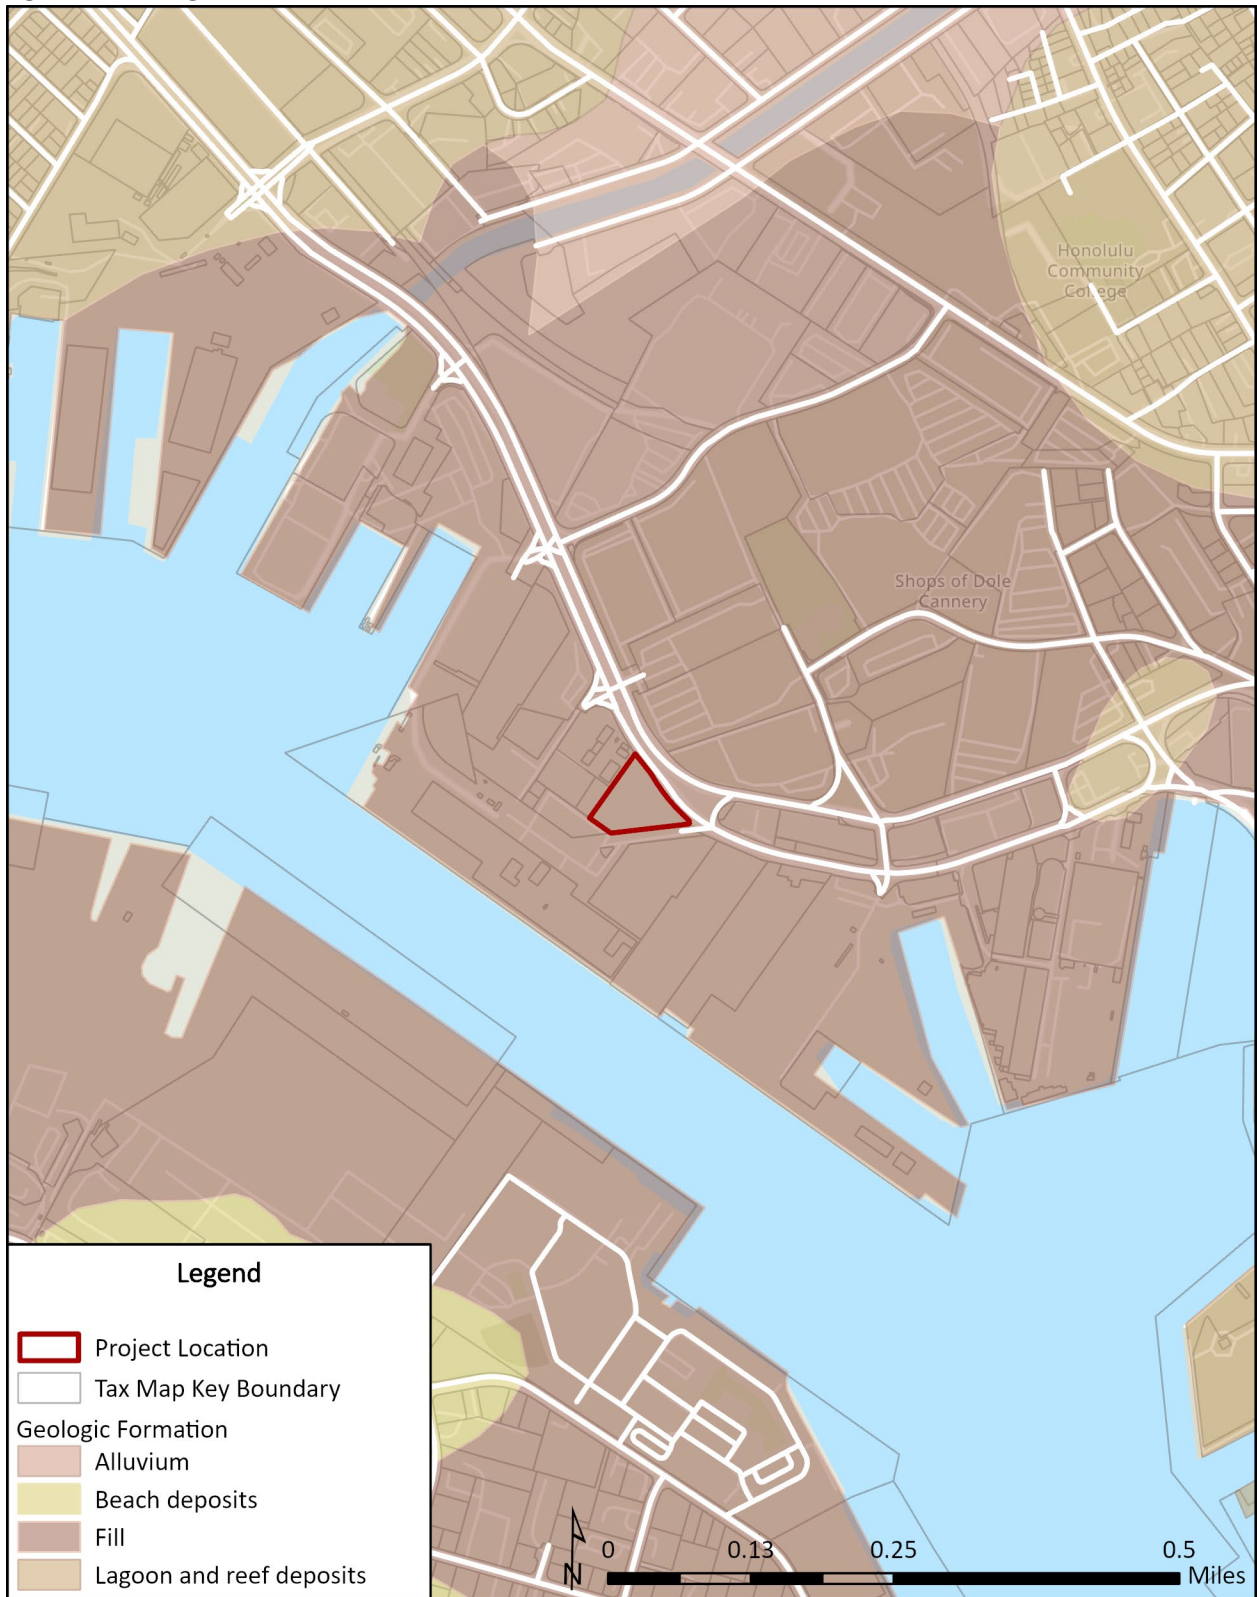 Honolulu
Community
College
Shops of Dole
Cannery
Legend
Project Location
Tax Map Key Boundary
Geologic Formation
Alluvium
Beach deposits
Fill
Lagoon and reef deposits
N
0 0.13 0.25 0.5
Miles